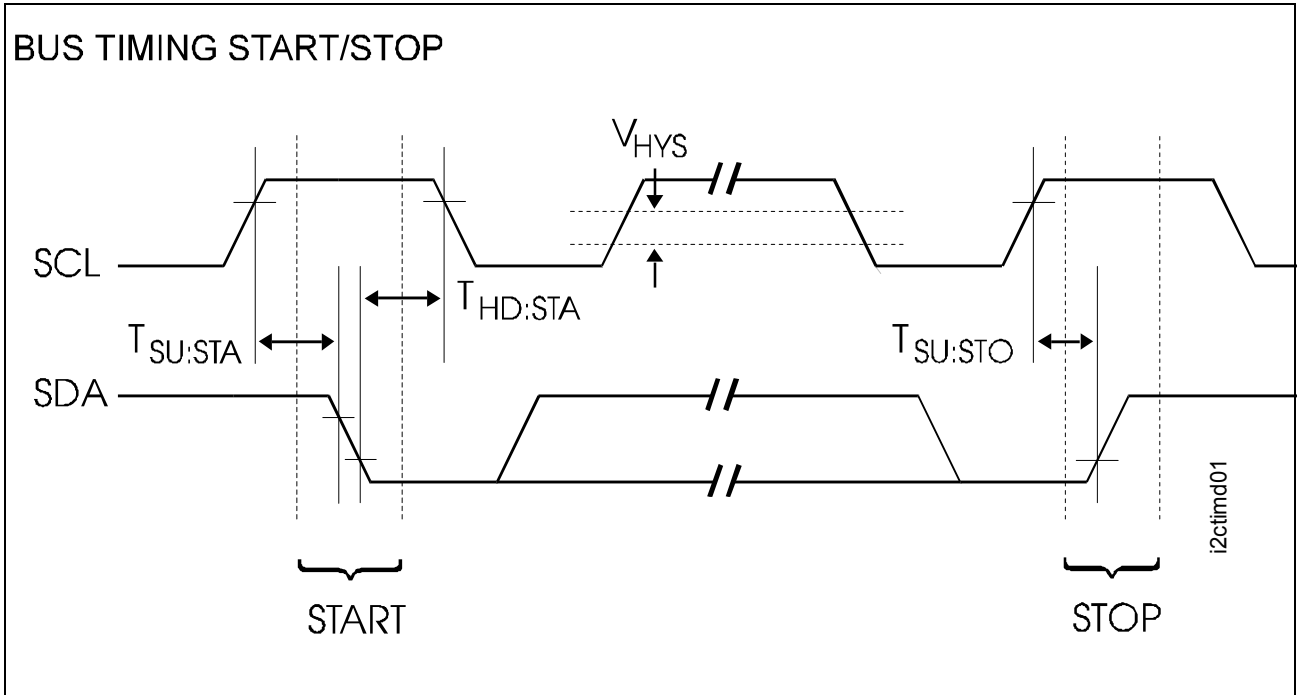 BUS TIMING START/STOP
VHYS
SCL
THD:STA
TSU:STA
TSU:STO
SDA
i2ctimd01
START
STOP